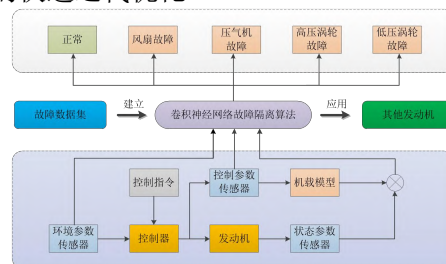 正常
风扇故障
压气机
故障
高压涡轮
故障
低压涡轮
故障
故障数据集
建立
卷积神经网络故障隔离算法
应用
其他发动机
控制指令
控制参数
传感器
机载模型
环境参数
传感器
控制器
发动机
状态参数
传感器